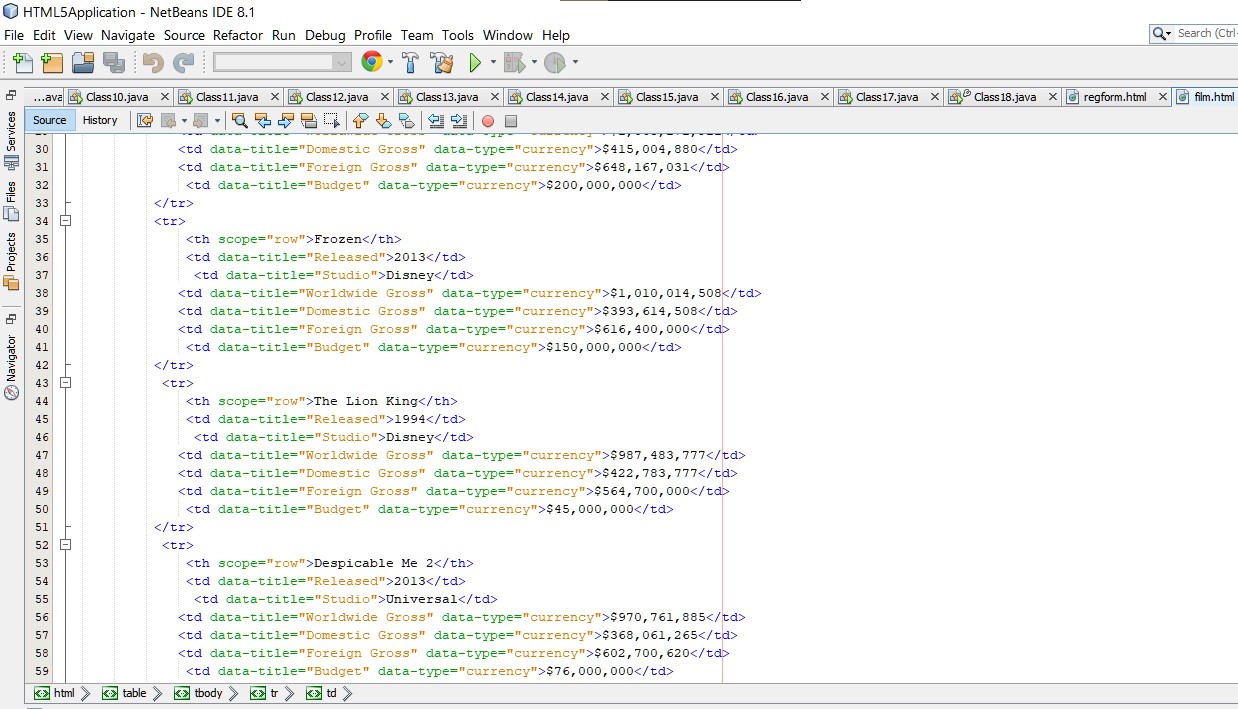 HTML5Application - NetBeans IDE 8.1
File Edit View Navigate Source Refactor Run Debug Profile Team Tools Window Help
Search (Ctrl-
...ava Class10.java Class11.java Class12.java Class13.java Class14.java Class15.java Class16.java Class17.java Class18.java regform.html film.html
Source History
Services
Files
Projects
Navigator
30 <td data-title="Domestic Gross" data-type="currency">$415,004,880</td>
31 <td data-title="Foreign Gross" data-type="currency">$648,167,031</td>
32 <td data-title="Budget" data-type="currency">$200,000,000</td>
33 </tr>
34 <tr>
35 <th scope="row">Frozen</th>
36 <td data-title="Released">2013</td>
37 <td data-title="Studio">Disney</td>
38 <td data-title="Worldwide Gross" data-type="currency">$1,010,014,508</td>
39 <td data-title="Domestic Gross" data-type="currency">$393,614,508</td>
40 <td data-title="Foreign Gross" data-type="currency">$616,400,000</td>
41 <td data-title="Budget" data-type="currency">$150,000,000</td>
42 </tr>
43 <tr>
44 <th scope="row">The Lion King</th>
45 <td data-title="Released">1994</td>
46 <td data-title="Studio">Disney</td>
47 <td data-title="Worldwide Gross" data-type="currency">$987,483,777</td>
48 <td data-title="Domestic Gross" data-type="currency">$422,783,777</td>
49 <td data-title="Foreign Gross" data-type="currency">$564,700,000</td>
50 <td data-title="Budget" data-type="currency">$45,000,000</td>
51 </tr>
52 <tr>
53 <th scope="row">Despicable Me 2</th>
54 <td data-title="Released">2013</td>
55 <td data-title="Studio">Universal</td>
56 <td data-title="Worldwide Gross" data-type="currency">$970,761,885</td>
57 <td data-title="Domestic Gross" data-type="currency">$368,061,265</td>
58 <td data-title="Foreign Gross" data-type="currency">$602,700,620</td>
59 <td data-title="Budget" data-type="currency">$76,000,000</td>
html table tbody tr td